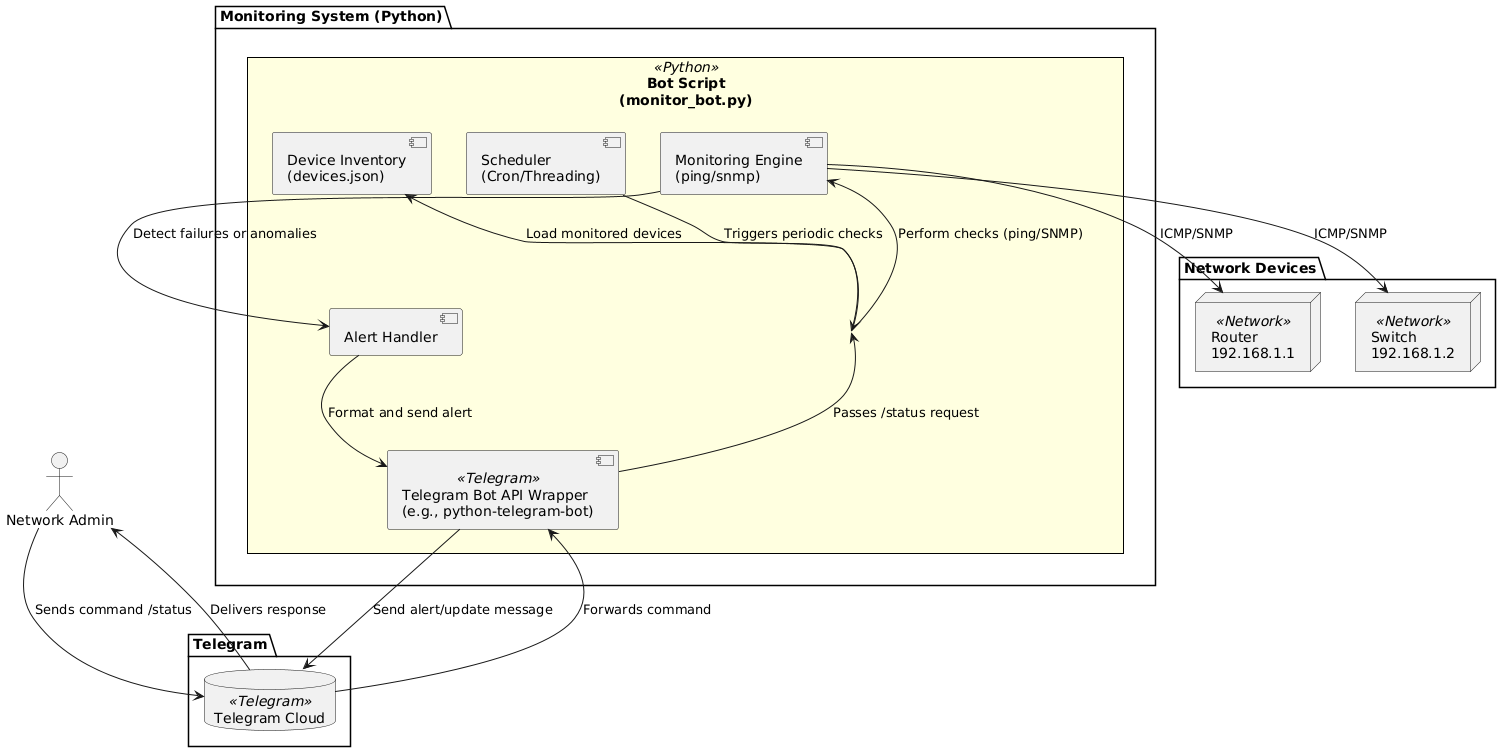 Monitoring System (Python)
«Python»
Bot Script
(monitor_bot.py)
Device Inventory
(devices.json)
Scheduler
(Cron/Threading)
Monitoring Engine
(ping/snmp)
Detect failures or anomalies
Load monitored devices
Triggers periodic checks
Perform checks (ping/SNMP)
ICMP/SNMP
ICMP/SNMP
Network Devices
«Network»
Router
192.168.1.1
«Network»
Switch
192.168.1.2
Alert Handler
Format and send alert
Passes /status request
«Telegram»
Telegram Bot API Wrapper
(e.g., python-telegram-bot)
Network Admin
Sends command /status
Delivers response
Send alert/update message
Forwards command
Telegram
«Telegram»
Telegram Cloud